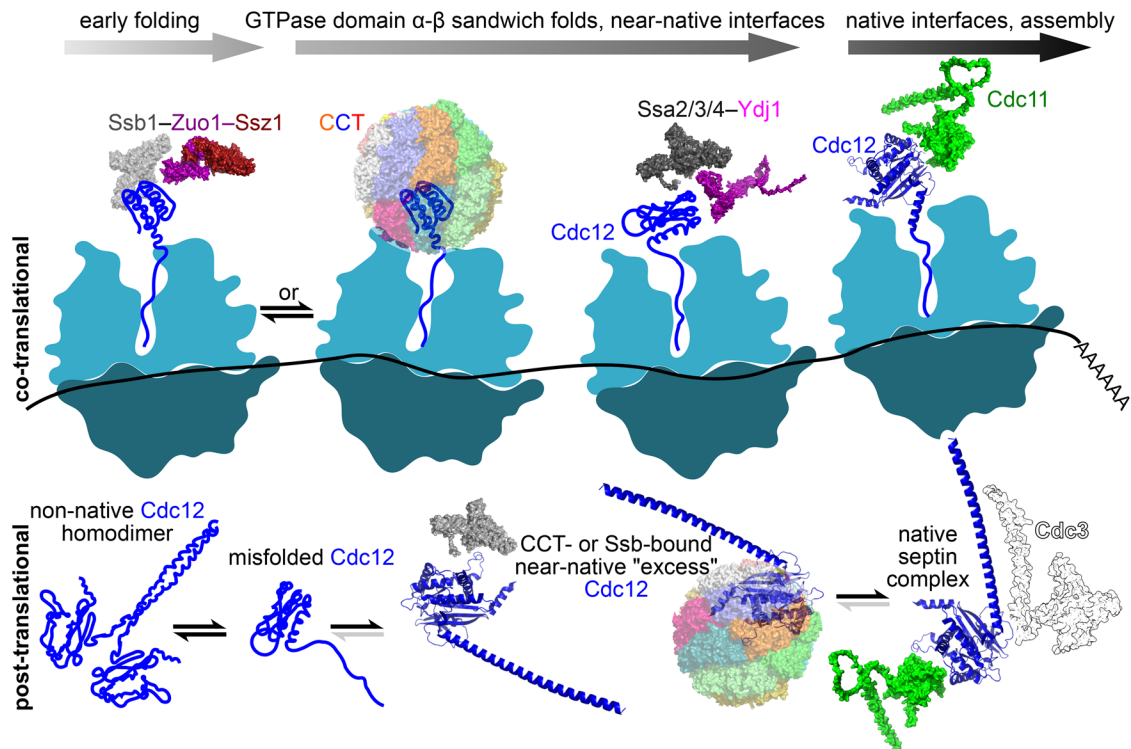 early folding
GTPase domain α-β sandwich folds, near-native interfaces
native interfaces, assembly
Ssb1–Zuo1–Ssz1
CCT
Ssa2/3/4–Ydj1
Cdc11
Cdc12
Cdc12
or
co-translational
AAAAAA
non-native Cdc12
homodimer
misfolded Cdc12
CCT- or Ssb-bound
near-native "excess"
Cdc12
native
septin
complex
Cdc3
post-translational